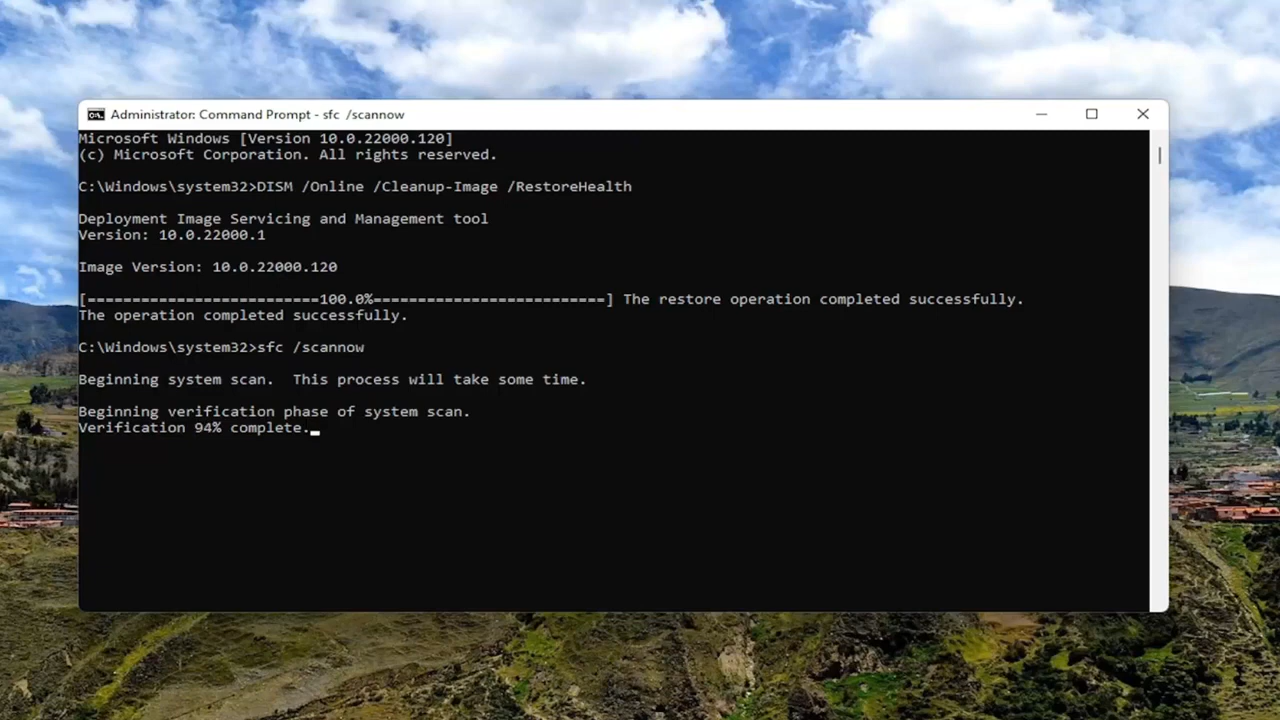 Administrator: Command Prompt - sfc  /scannow
Microsoft Windows [Version 10.0.22000.120]
(c) Microsoft Corporation. All rights reserved.
C:\Windows\system32>DISM /Online /Cleanup-Image /RestoreHealth
Deployment Image Servicing and Management tool
Version: 10.0.22000.1
Image Version: 10.0.22000.120
[==========================100.0%==========================] The restore operation completed successfully.
The operation completed successfully.
C:\Windows\system32>sfc /scannow
Beginning system scan.  This process will take some time.
Beginning verification phase of system scan.
Verification 94% complete.